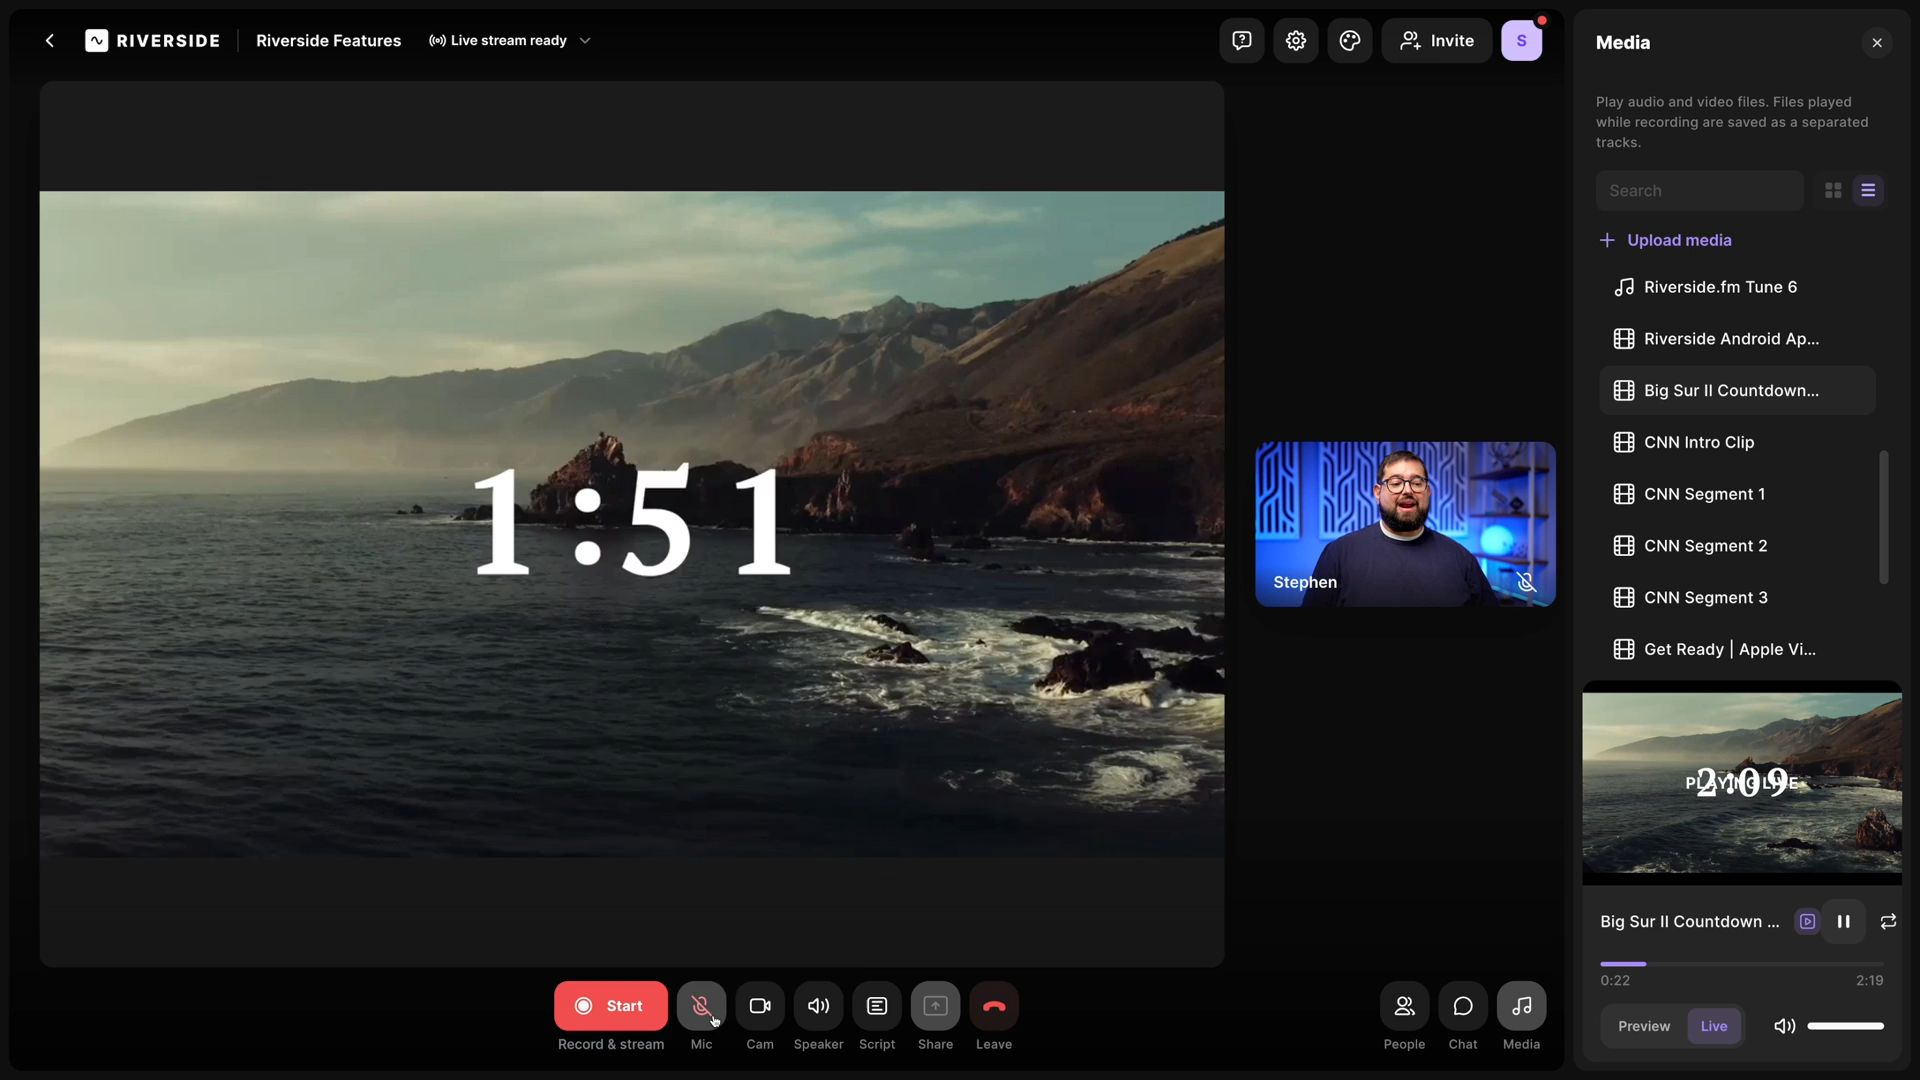 RIVERSIDE
Riverside Features
Live stream ready
Invite
S
1:51
Stephen
Start
Record & stream
Mic
Cam
Speaker
Script
Share
Leave
People
Chat
Media
Media
Play audio and video files. Files played
while recording are saved as a separated
tracks.
Search
Upload media
Riverside.fm Tune 6
Riverside Android Ap...
Big Sur II Countdown...
CNN Intro Clip
CNN Segment 1
CNN Segment 2
CNN Segment 3
Get Ready | Apple Vi...
PLAYING LIVE
2:09
Big Sur II Countdown ...
0:22
2:19
Preview
Live